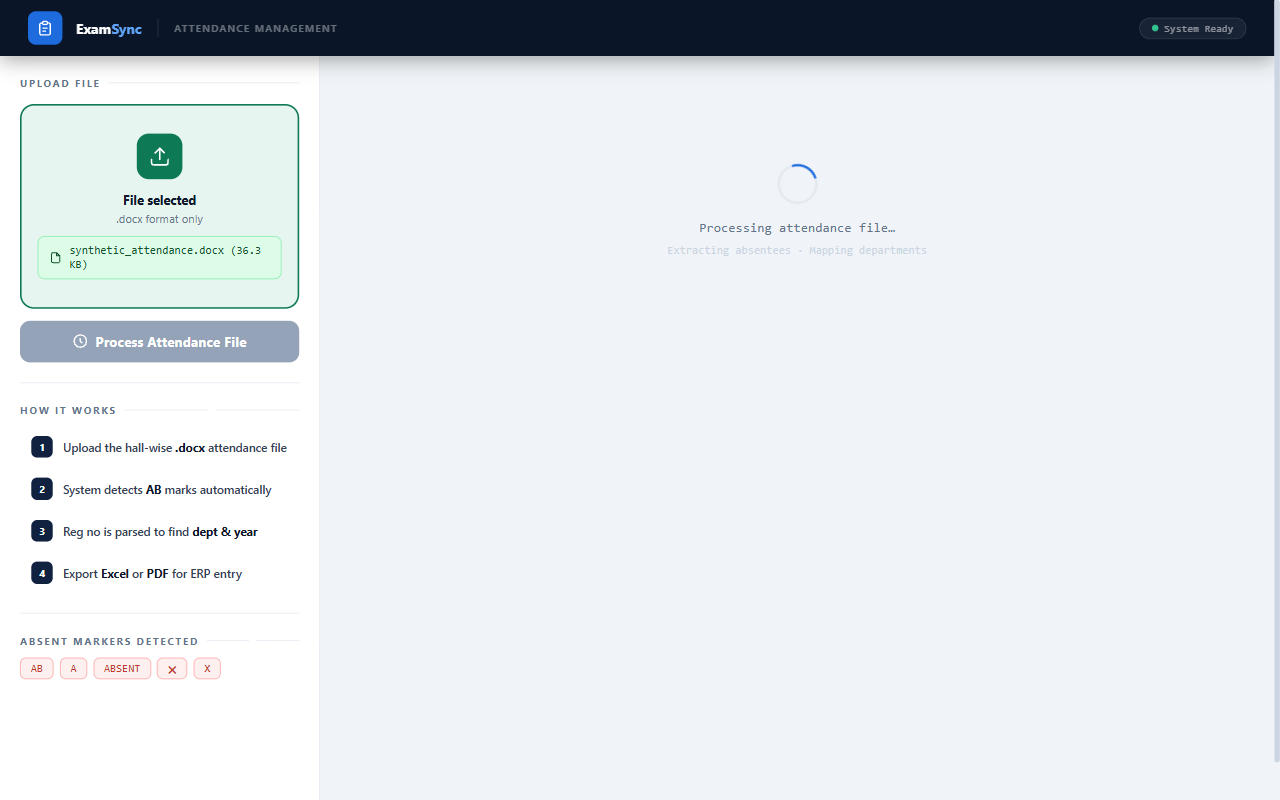 ExamSync
ATTENDANCE MANAGEMENT
System Ready
UPLOAD FILE
File selected
.docx format only
synthetic_attendance.docx (36.3
KB)
Process Attendance File
HOW IT WORKS
1 Upload the hall-wise .docx attendance file
2 System detects AB marks automatically
3 Reg no is parsed to find dept & year
4 Export Excel or PDF for ERP entry
ABSENT MARKERS DETECTED
AB A ABSENT ✕ X
Processing attendance file…
Extracting absentees · Mapping departments